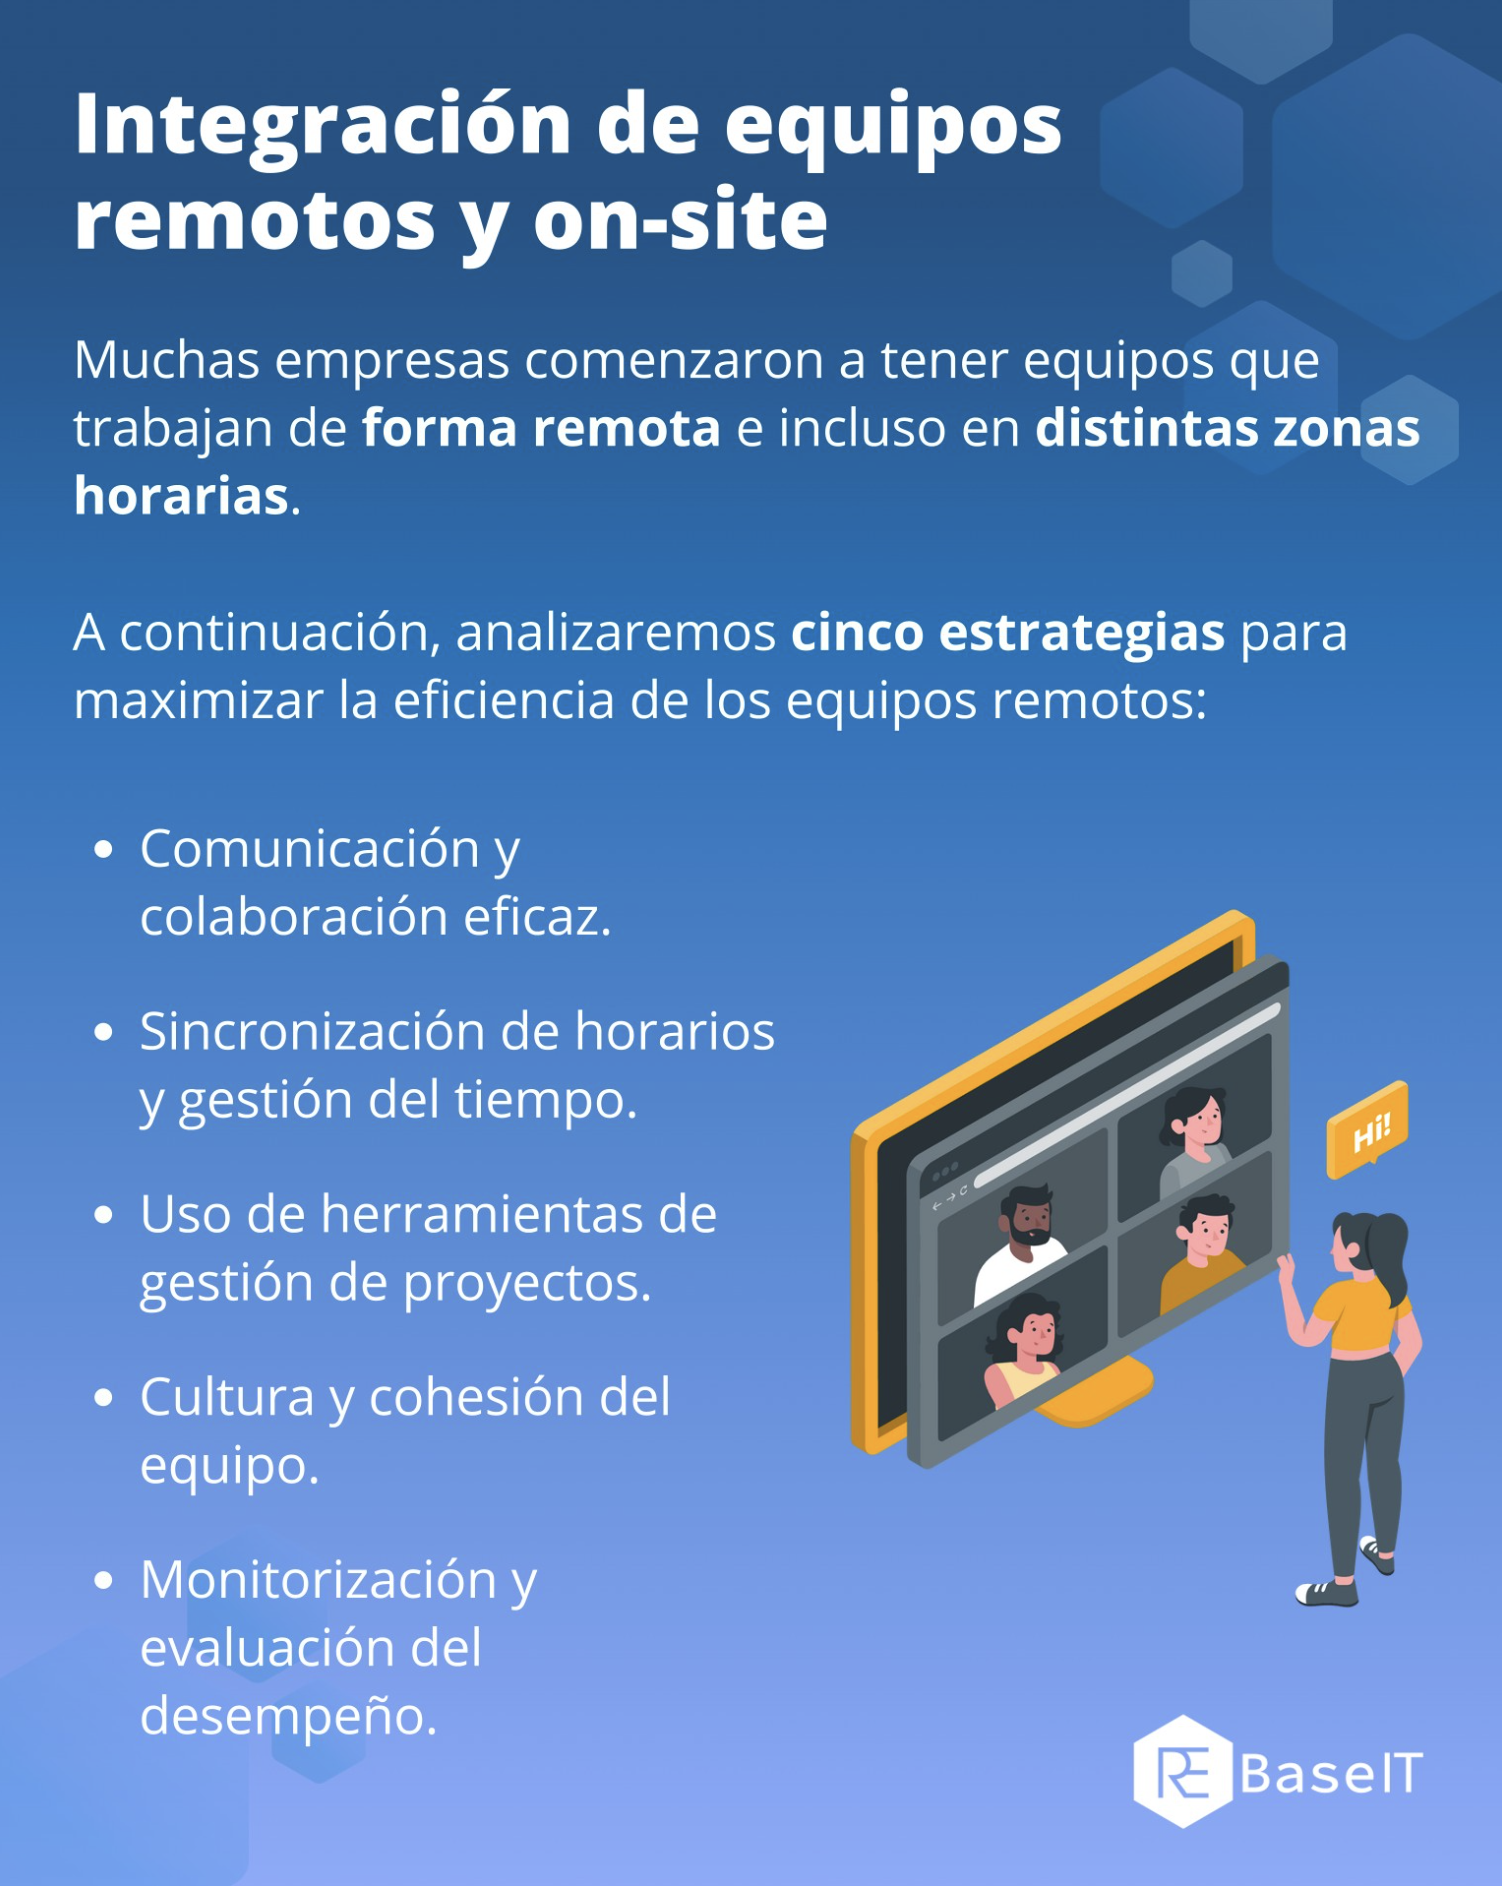 Integración de equipos
remotos y on-site
Muchas empresas comenzaron a tener equipos que
trabajan de forma remota e incluso en distintas zonas
horarias.
A continuación, analizaremos cinco estrategias para
maximizar la eficiencia de los equipos remotos:
• Comunicación y
colaboración eficaz.
• Sincronización de horarios
y gestión del tiempo.
• Uso de herramientas de
gestión de proyectos.
• Cultura y cohesión del
equipo.
• Monitorización y
evaluación del
desempeño.
Hi!
RE BaseIT